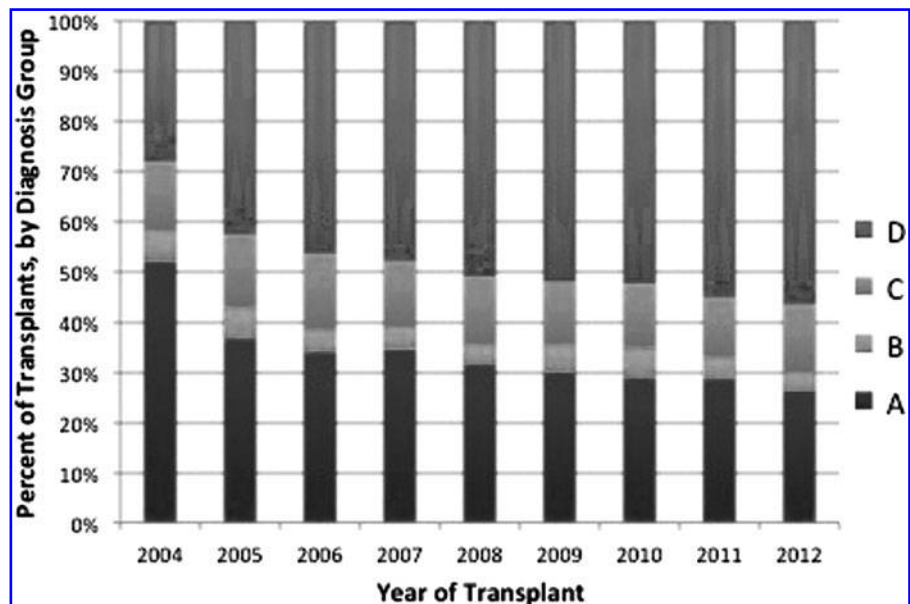 Percent of Transplants, by Diagnosis Group
100%
90%
80%
70%
60%
50%
40%
30%
20%
10%
0%
2004 2005 2006 2007 2008 2009 2010 2011 2012
Year of Transplant
D
C
B
A